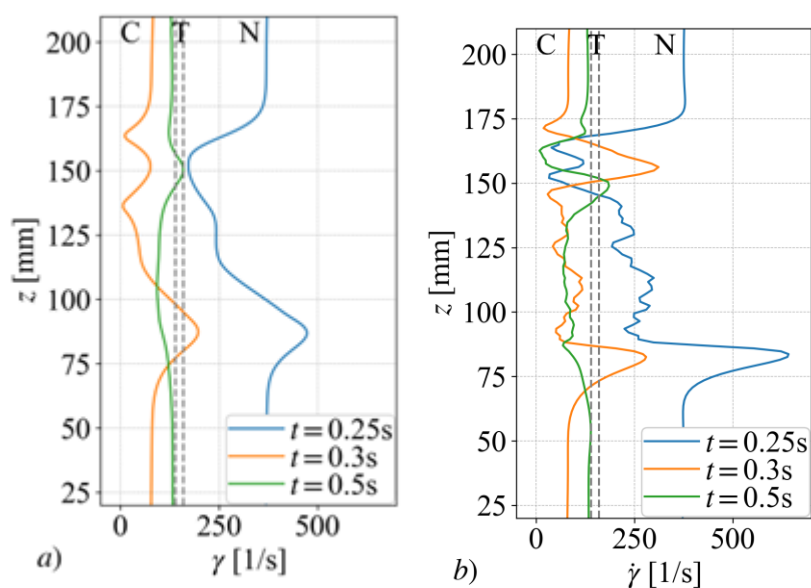 C T N
200
175
150
125
100
75
50
25
z [mm]
0 250 500
γ [1/s]
t = 0.25s
t = 0.3s
t = 0.5s
a)
C T N
200
175
150
125
100
75
50
25
z [mm]
0 250 500
γ̇ [1/s]
t = 0.25s
t = 0.3s
t = 0.5s
b)